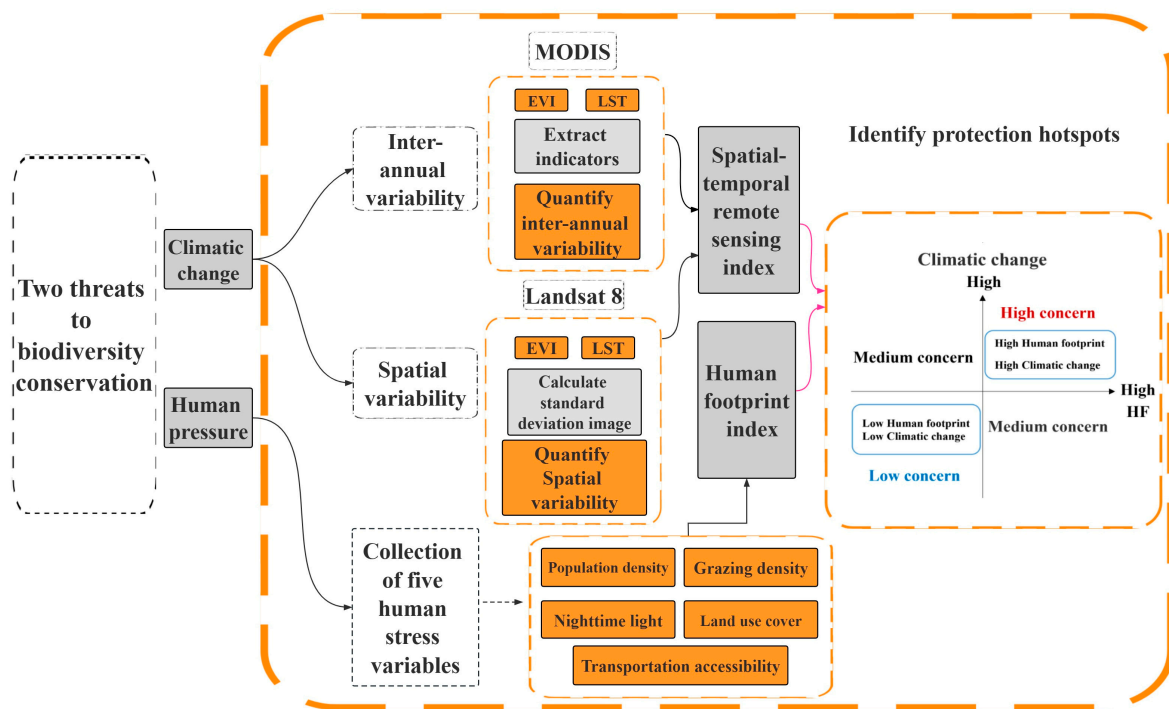 Two threats
to
biodiversity
conservation
Climatic
change
Human
pressure
Inter-
annual
variability
Spatial
variability
Collection
of five
human
stress
variables
MODIS
EVI
LST
Extract
indicators
Quantify
inter-annual
variability
Landsat 8
EVI
LST
Calculate
standard
deviation image
Quantify
Spatial
variability
Population density
Grazing density
Nighttime light
Land use cover
Transportation accessibility
Spatial-
temporal
remote
sensing
index
Human
footprint
index
Identify protection hotspots
Climatic change
High
High concern
High Human footprint
High Climatic change
Medium concern
High
HF
Low Human footprint
Low Climatic change
Medium concern
Low concern